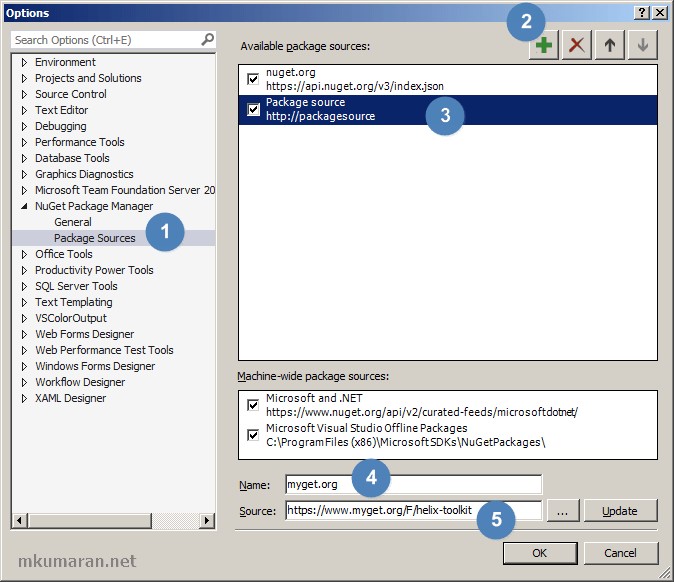 Options
Search Options (Ctrl+E)
Environment
Projects and Solutions
Source Control
Text Editor
Debugging
Performance Tools
Database Tools
Graphics Diagnostics
Microsoft Team Foundation Server 20
NuGet Package Manager
General
Package Sources
1
Office Tools
Productivity Power Tools
SQL Server Tools
Text Templating
VSColorOutput
Web Forms Designer
Web Performance Test Tools
Windows Forms Designer
Workflow Designer
XAML Designer
2
Available package sources:
nuget.org
https://api.nuget.org/v3/index.json
Package source
http://packagesource
3
Machine-wide package sources:
Microsoft and .NET
https://www.nuget.org/api/v2/curated-feeds/microsoftdotnet/
Microsoft Visual Studio Offline Packages
C:\Program Files (x86)\Microsoft SDKs\NuGetPackages\
4
Name: myget.org
Source: https://www.myget.org/F/helix-toolkit ... Update
5
OK Cancel
mkumaran.net